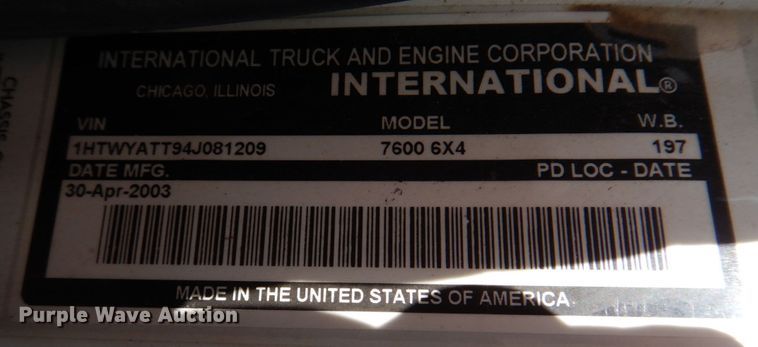 INTERNATIONAL TRUCK AND ENGINE CORPORATION
CHICAGO, ILLINOIS INTERNATIONAL®
VIN MODEL W.B.
1HTWYATT94J081209 7600 6X4 197
DATE MFG. PD LOC - DATE
30-Apr-2003
MADE IN THE UNITED STATES OF AMERICA
CHASSIS
Purple Wave Auction